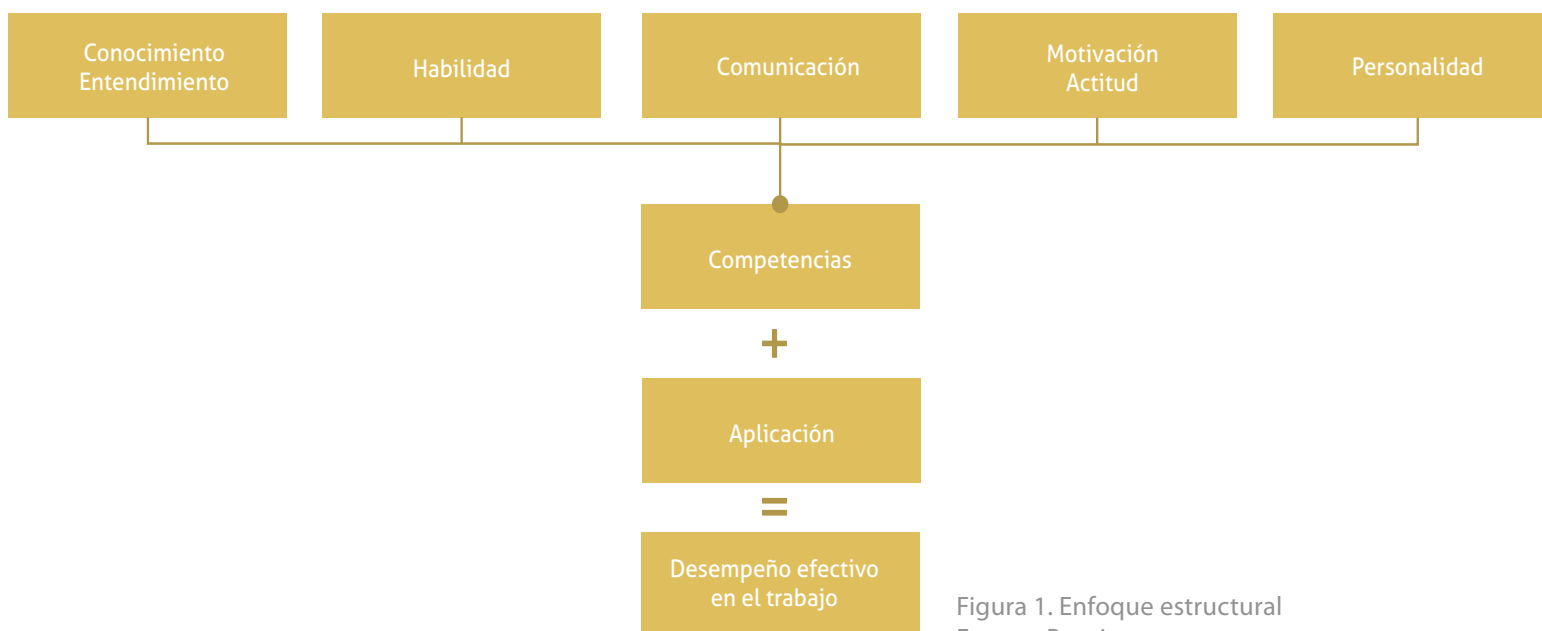 Conocimiento
Entendimiento
Habilidad
Comunicación
Motivación
Actitud
Personalidad
Competencias
+
Aplicación
=
Desempeño efectivo
en el trabajo
Figura 1. Enfoque estructural